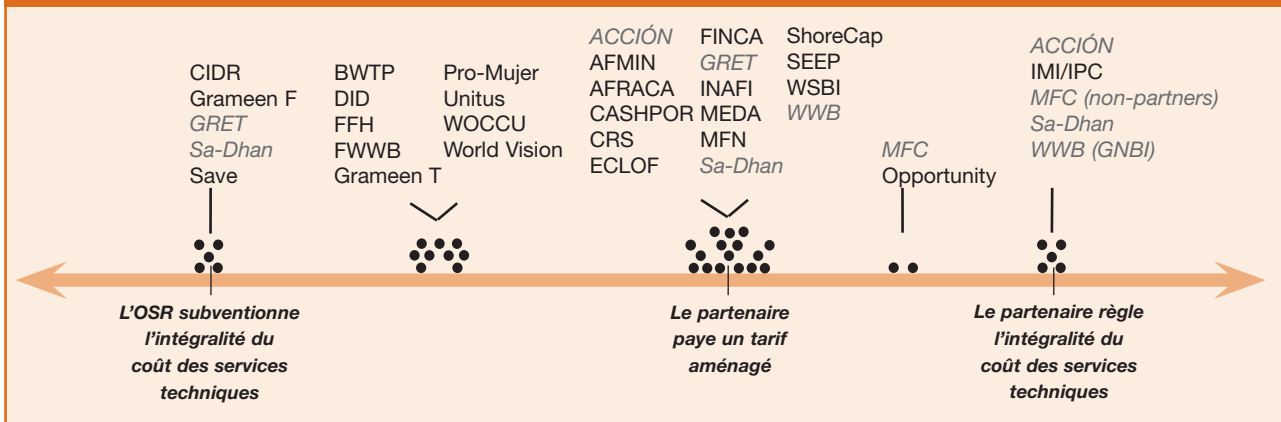 CIDR
Grameen F
GRET
Sa-Dhan
Save
BWTP
DID
FFH
FWWB
Grameen T
Pro-Mujer
Unitus
WOCCU
World Vision
ACCIÓN
AFMIN
AFRACA
CASHPOR
CRS
ECLOF
FINCA
GRET
INAFI
MEDA
MFN
Sa-Dhan
ShoreCap
SEEP
WSBI
WWB
MFC
Opportunity
ACCIÓN
IMI/IPC
MFC (non-partners)
Sa-Dhan
WWB (GNBI)
L'OSR subventionne
l'intégralité du
coût des services
techniques
Le partenaire
paye un tarif
aménagé
Le partenaire règle
l'intégralité du
coût des services
techniques